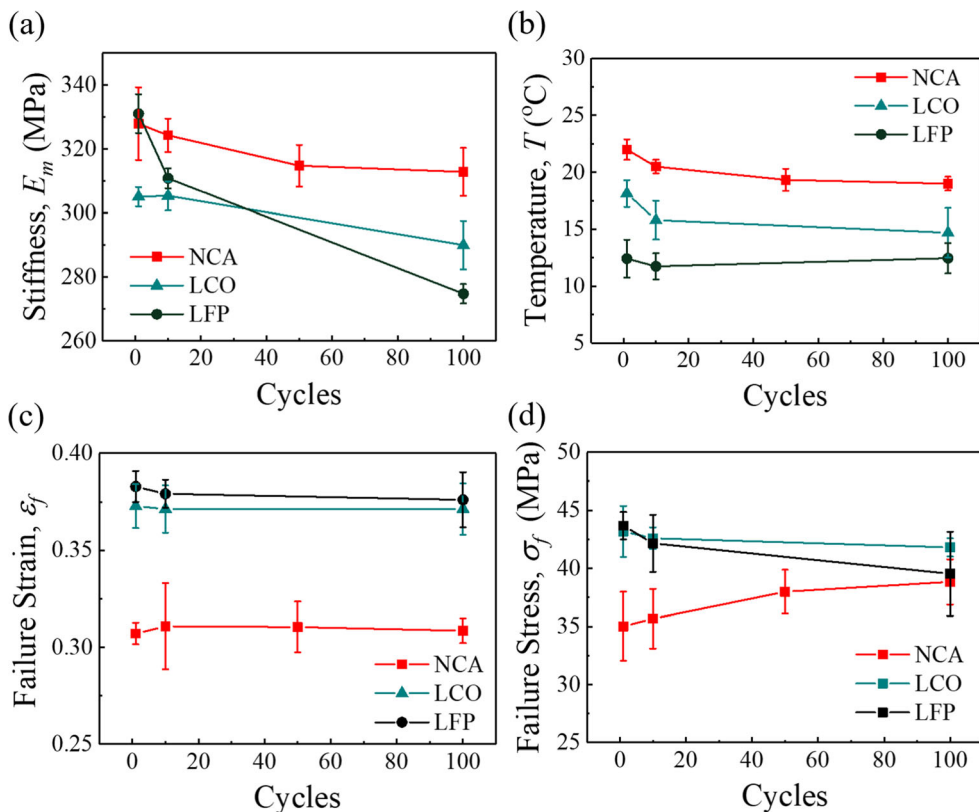 (a)
Stiffness, E_m (MPa)
340
320
300
280
260
NCA
LCO
LFP
0 20 40 60 80 100
Cycles
(b)
Temperature, T (°C)
30
25
20
15
10
5
NCA
LCO
LFP
0 20 40 60 80 100
Cycles
(c)
Failure Strain, ε_f
0.40
0.35
0.30
0.25
NCA
LCO
LFP
0 20 40 60 80 100
Cycles
(d)
Failure Stress, σ_f (MPa)
50
45
40
35
30
25
NCA
LCO
LFP
0 20 40 60 80 100
Cycles